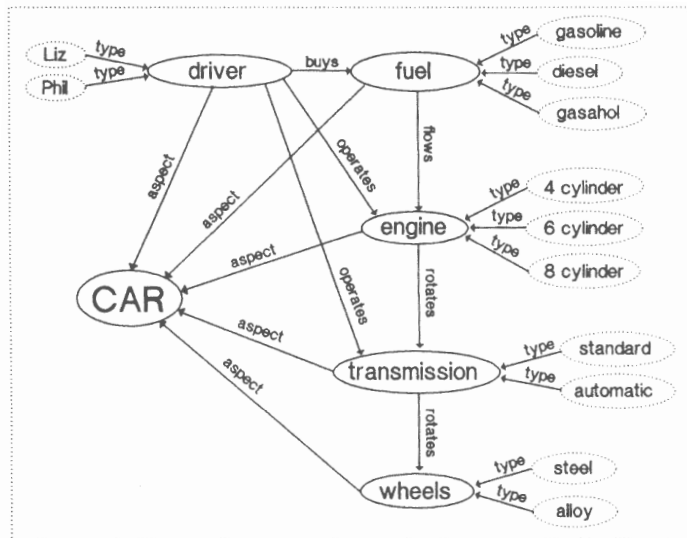 Liz
type
driver
buys
fuel
type
gasoline
Phil
type
type
diesel
type
gasahol
aspect
aspect
operates
flows
operates
type
4 cylinder
engine
type
6 cylinder
type
8 cylinder
aspect
CAR
rotates
aspect
type
standard
transmission
type
automatic
aspect
rotates
type
steel
wheels
type
alloy